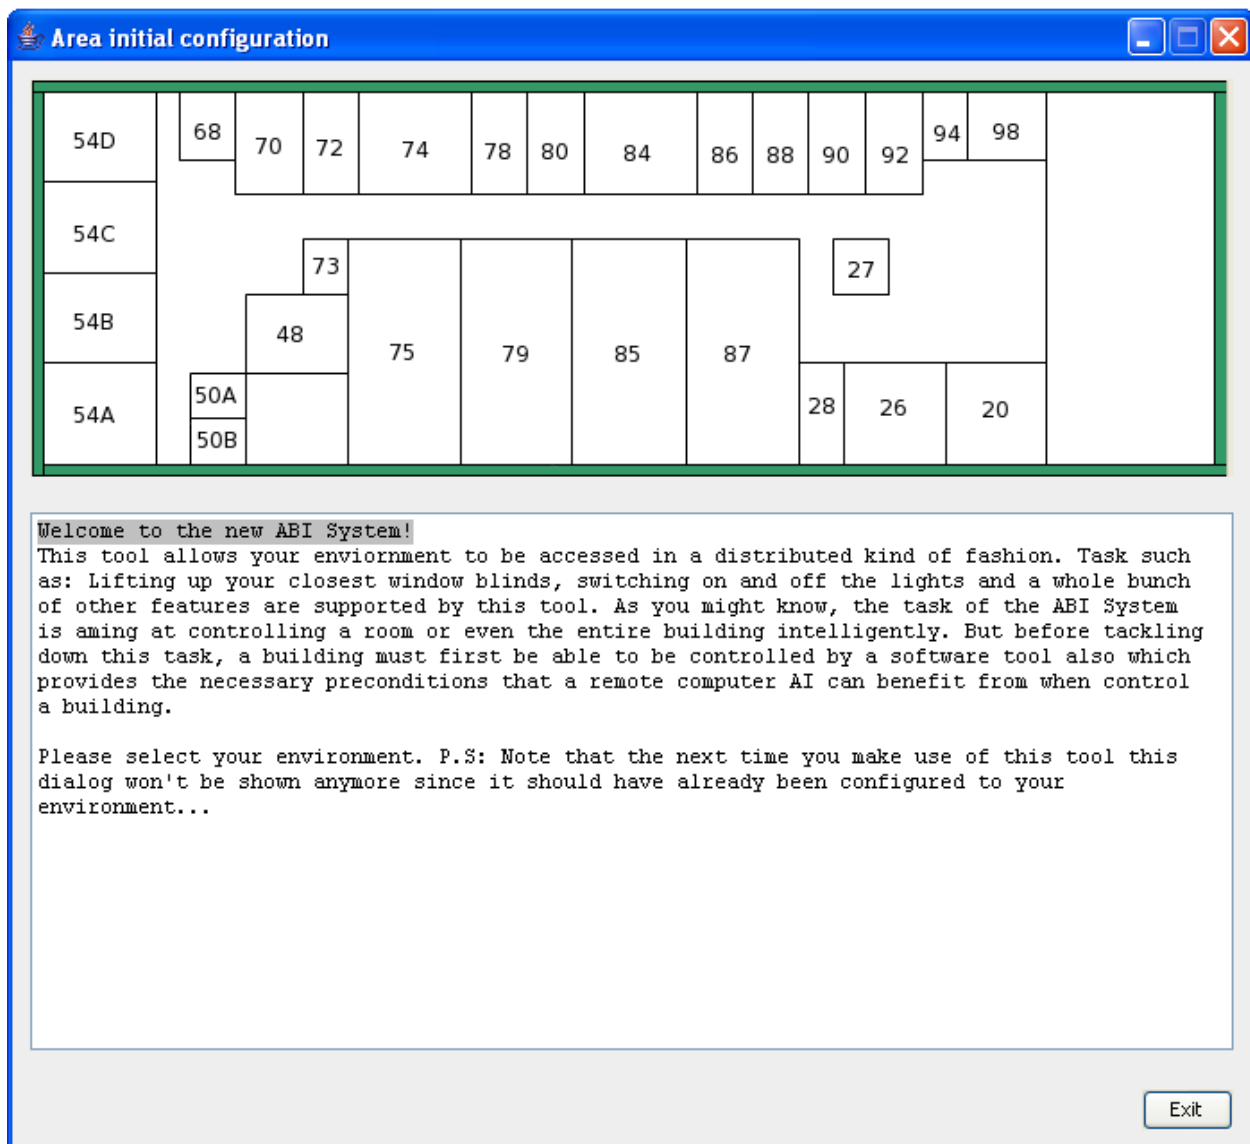 Area initial configuration
54D
68
70
72
74
78
80
84
86
88
90
92
94
98
54C
73
27
54B
48
75
79
85
87
54A
50A
50B
28
26
20
Welcome to the new ABI System!
This tool allows your enviornment to be accessed in a distributed kind of fashion. Task such
as: Lifting up your closest window blinds, switching on and off the lights and a whole bunch
of other features are supported by this tool. As you might know, the task of the ABI System
is aming at controlling a room or even the entire building intelligently. But before tackling
down this task, a building must first be able to be controlled by a software tool also which
provides the necessary preconditions that a remote computer AI can benefit from when control
a building.
Please select your environment. P.S: Note that the next time you make use of this tool this
dialog won't be shown anymore since it should have already been configured to your
environment...
Exit